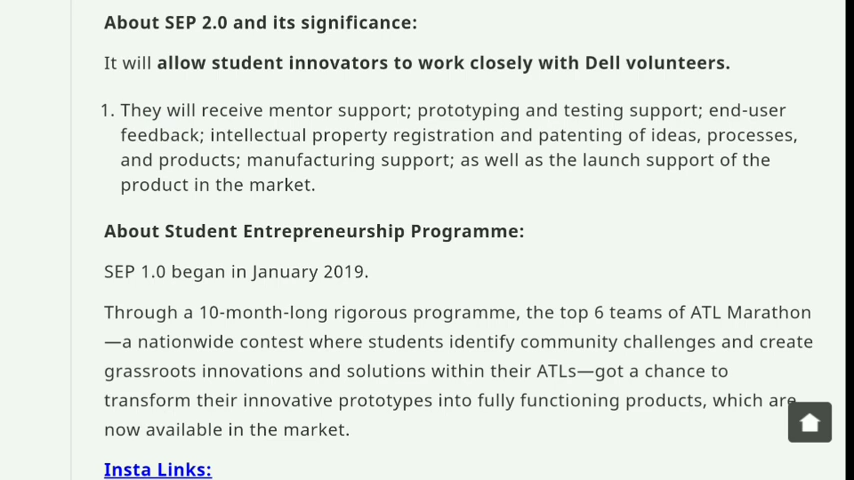 About SEP 2.0 and its significance:
It will allow student innovators to work closely with Dell volunteers.
1. They will receive mentor support; prototyping and testing support; end-user
feedback; intellectual property registration and patenting of ideas, processes,
and products; manufacturing support; as well as the launch support of the
product in the market.
About Student Entrepreneurship Programme:
SEP 1.0 began in January 2019.
Through a 10-month-long rigorous programme, the top 6 teams of ATL Marathon
—a nationwide contest where students identify community challenges and create
grassroots innovations and solutions within their ATLs—got a chance to
transform their innovative prototypes into fully functioning products, which are
now available in the market.
Insta Links: